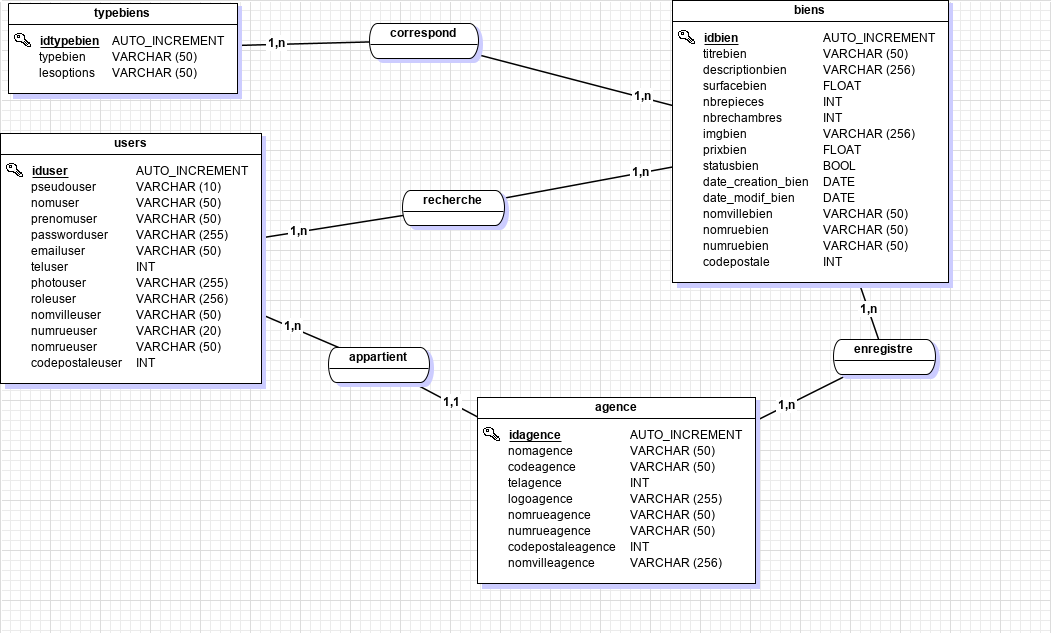 typebiens
idtypebien AUTO_INCREMENT
typebien VARCHAR (50)
lesoptions VARCHAR (50)
1,n
correspond
1,n
biens
idbien AUTO_INCREMENT
titrebien VARCHAR (50)
descriptionbien VARCHAR (256)
surfacebien FLOAT
nbrepieces INT
nbrechambres INT
imgbien VARCHAR (256)
prixbien FLOAT
statusbien BOOL
date_creation_bien DATE
date_modif_bien DATE
nomvillebien VARCHAR (50)
nomruebien VARCHAR (50)
numruebien VARCHAR (50)
codepostale INT
users
iduser AUTO_INCREMENT
pseudouser VARCHAR (10)
nomuser VARCHAR (50)
prenomuser VARCHAR (50)
passworduser VARCHAR (255)
emailuser VARCHAR (50)
teluser INT
photouser VARCHAR (255)
roleuser VARCHAR (256)
nomvilleuser VARCHAR (50)
numrueuser VARCHAR (20)
nomrueuser VARCHAR (50)
codepostaleuser INT
1,n
recherche
1,n
1,n
appartient
1,1
1,n
enregistre
1,n
agence
idagence AUTO_INCREMENT
nomagence VARCHAR (50)
codeagence VARCHAR (50)
telagence INT
logoagence VARCHAR (255)
nomrueagence VARCHAR (50)
numrueagence VARCHAR (50)
codepostaleagence INT
nomvilleagence VARCHAR (256)